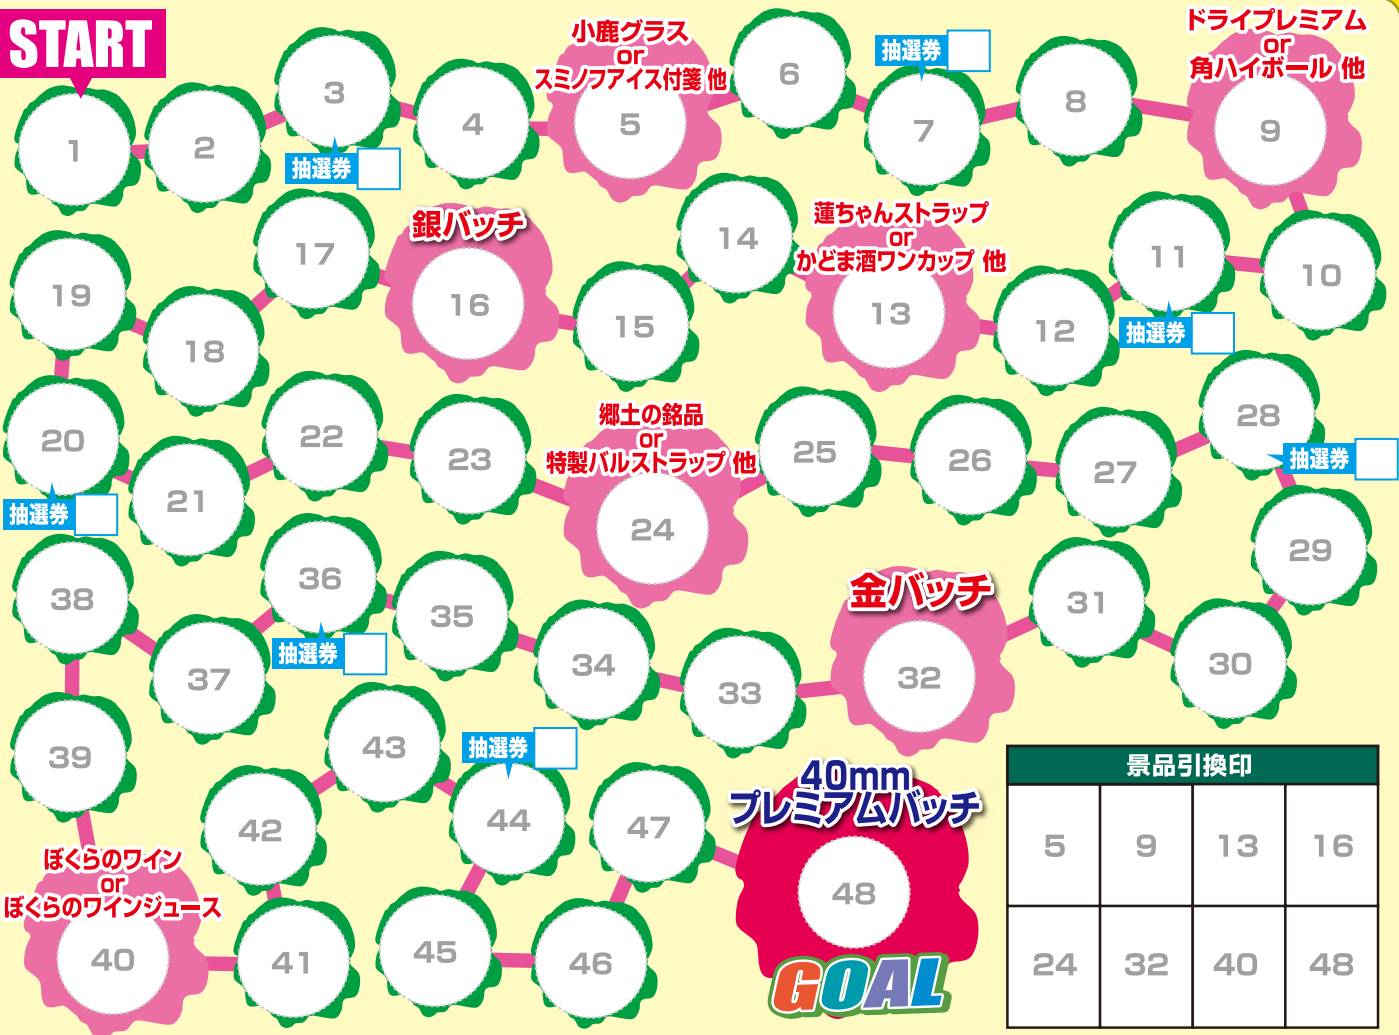 START
1
2
3
抽選券
4
小鹿グラス
or
スミノフアイス付箋 他
5
6
抽選券
7
8
ドライプレミアム
or
角ハイボール 他
9
10
11
抽選券
12
蓮ちゃんストラップ
or
かどま酒ワンカップ 他
13
14
15
銀バッチ
16
17
18
19
20
抽選券
21
22
23
郷土の銘品
or
特製バルストラップ 他
24
25
26
27
28
抽選券
29
30
31
金バッチ
32
33
34
35
36
抽選券
37
38
39
ぼくらのワイン
or
ぼくらのワインジュース
40
41
42
43
抽選券
44
45
46
47
40mm
プレミアムバッチ
48
GOAL
景品引換印
5 9 13 16
24 32 40 48